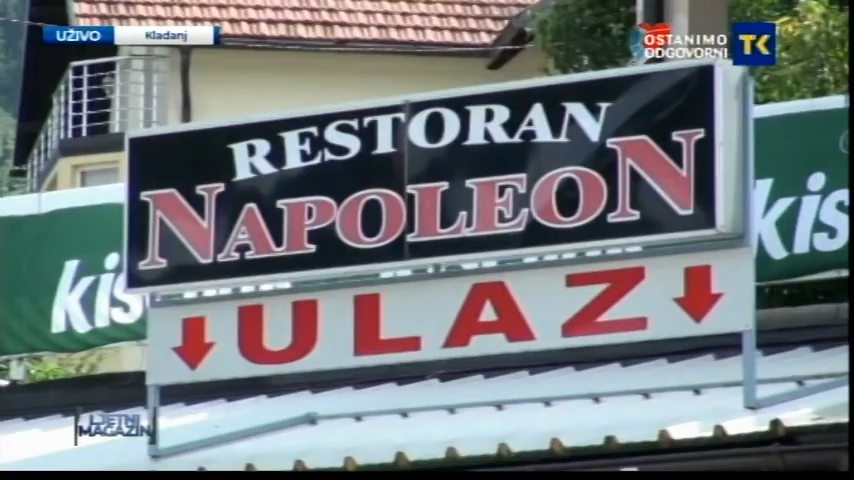 UŽIVO Kladanj
OSTANIMO
ODGOVORNI
TK
RESTORAN
NAPOLEON
kis
kis
ULAZ
LJETNI
MAGAZIN